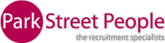 Park Street People
the recruitment specialists